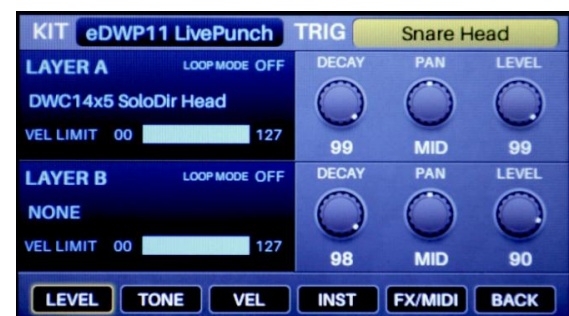 KIT eDWP11 LivePunch TRIG Snare Head
LAYER A LOOP MODE OFF DECAY PAN LEVEL
DWC14x5 SoloDir Head
VEL LIMIT 00 127
99 MID 99
LAYER B LOOP MODE OFF DECAY PAN LEVEL
NONE
VEL LIMIT 00 127
98 MID 90
LEVEL TONE VEL INST FX/MIDI BACK